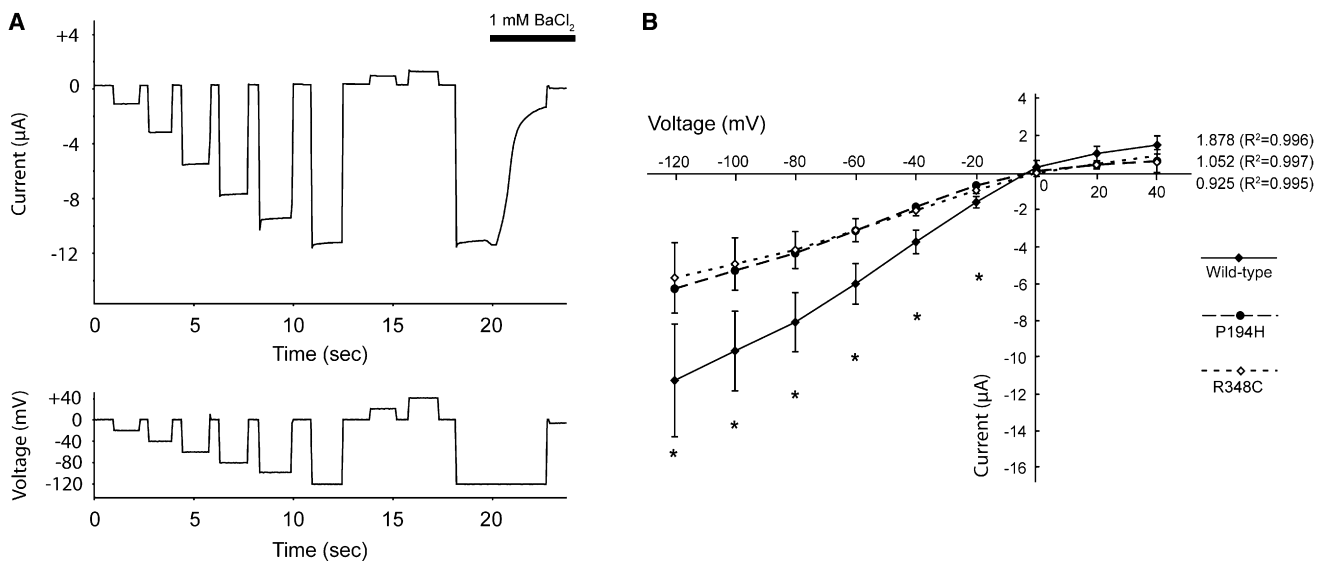 A
1 mM BaCl2
+4
0
-4
-8
-12
Current (µA)
0 5 10 15 20
Time (sec)
+40
0
-40
-80
-120
Voltage (mV)
0 5 10 15 20
Time (sec)
B
Voltage (mV)
-120 -100 -80 -60 -40 -20 0 20 40
4
2
-2
-4
-6
-8
-10
-12
-14
-16
Current (µA)
1.878 (R²=0.996)
1.052 (R²=0.997)
0.925 (R²=0.995)
* * * * * *
Wild-type
P194H
R348C